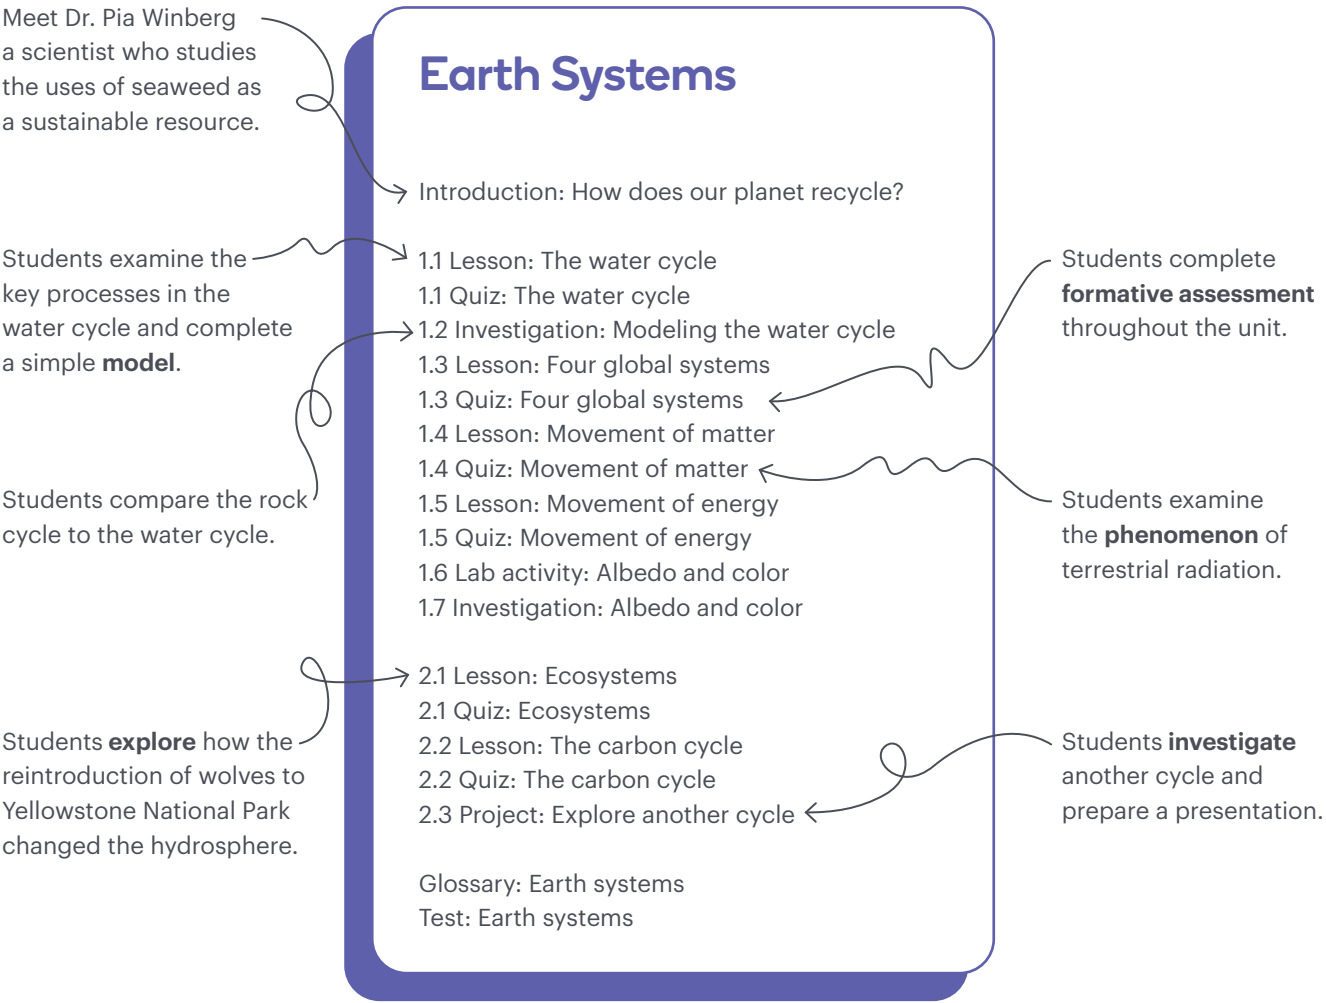 Meet Dr. Pia Winberg
a scientist who studies
the uses of seaweed as
a sustainable resource.
Students examine the
key processes in the
water cycle and complete
a simple model.
Students compare the rock
cycle to the water cycle.
Students explore how the
reintroduction of wolves to
Yellowstone National Park
changed the hydrosphere.
Earth Systems
Introduction: How does our planet recycle?
1.1 Lesson: The water cycle
1.1 Quiz: The water cycle
1.2 Investigation: Modeling the water cycle
1.3 Lesson: Four global systems
1.3 Quiz: Four global systems
1.4 Lesson: Movement of matter
1.4 Quiz: Movement of matter
1.5 Lesson: Movement of energy
1.5 Quiz: Movement of energy
1.6 Lab activity: Albedo and color
1.7 Investigation: Albedo and color
2.1 Lesson: Ecosystems
2.1 Quiz: Ecosystems
2.2 Lesson: The carbon cycle
2.2 Quiz: The carbon cycle
2.3 Project: Explore another cycle
Glossary: Earth systems
Test: Earth systems
Students complete
formative assessment
throughout the unit.
Students examine
the phenomenon of
terrestrial radiation.
Students investigate
another cycle and
prepare a presentation.